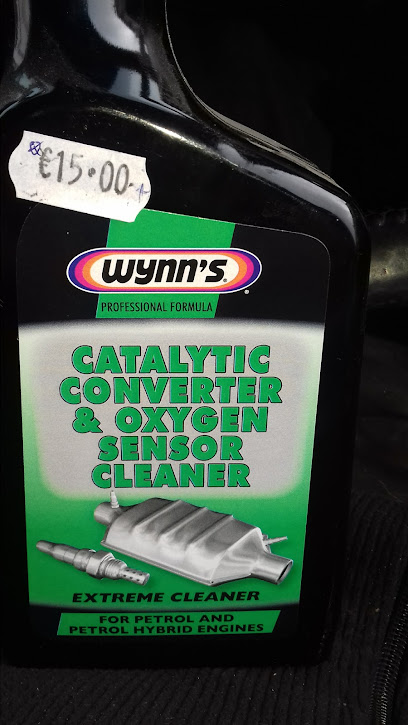 €15.00
WYNN'S®
PROFESSIONAL FORMULA
CATALYTIC
CONVERTER
& OXYGEN
SENSOR
CLEANER
EXTREME CLEANER
FOR PETROL AND
PETROL HYBRID ENGINES